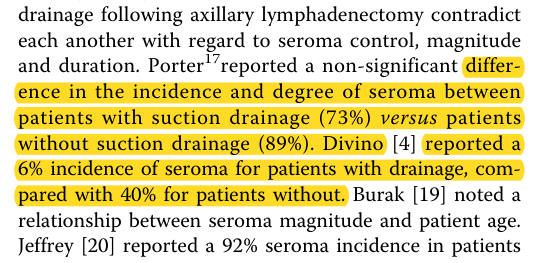 drainage following axillary lymphadenectomy contradict
each another with regard to seroma control, magnitude
and duration. Porter17reported a non-significant differ-
ence in the incidence and degree of seroma between
patients with suction drainage (73%) versus patients
without suction drainage (89%). Divino [4] reported a
6% incidence of seroma for patients with drainage, com-
pared with 40% for patients without. Burak [19] noted a
relationship between seroma magnitude and patient age.
Jeffrey [20] reported a 92% seroma incidence in patients